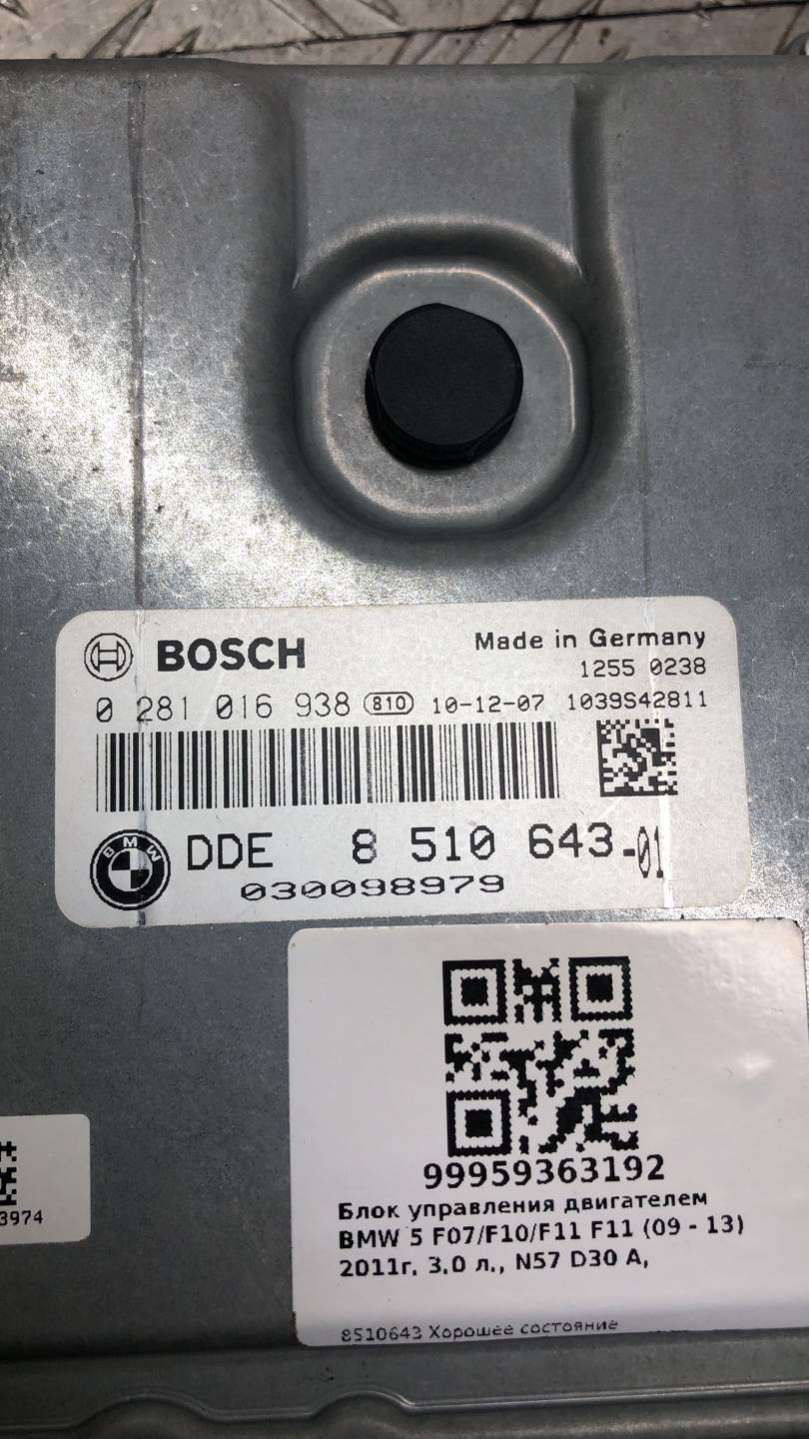 BOSCH
Made in Germany
1255 0238
0 281 016 938 810 10-12-07 1039S42811
BMW
DDE 8 510 643-01
030098979
99959363192
Блок управления двигателем
BMW 5 F07/F10/F11 F11 (09 - 13)
2011г. 3.0 л., N57 D30 A,
8510643 Хорошее состояние
3974